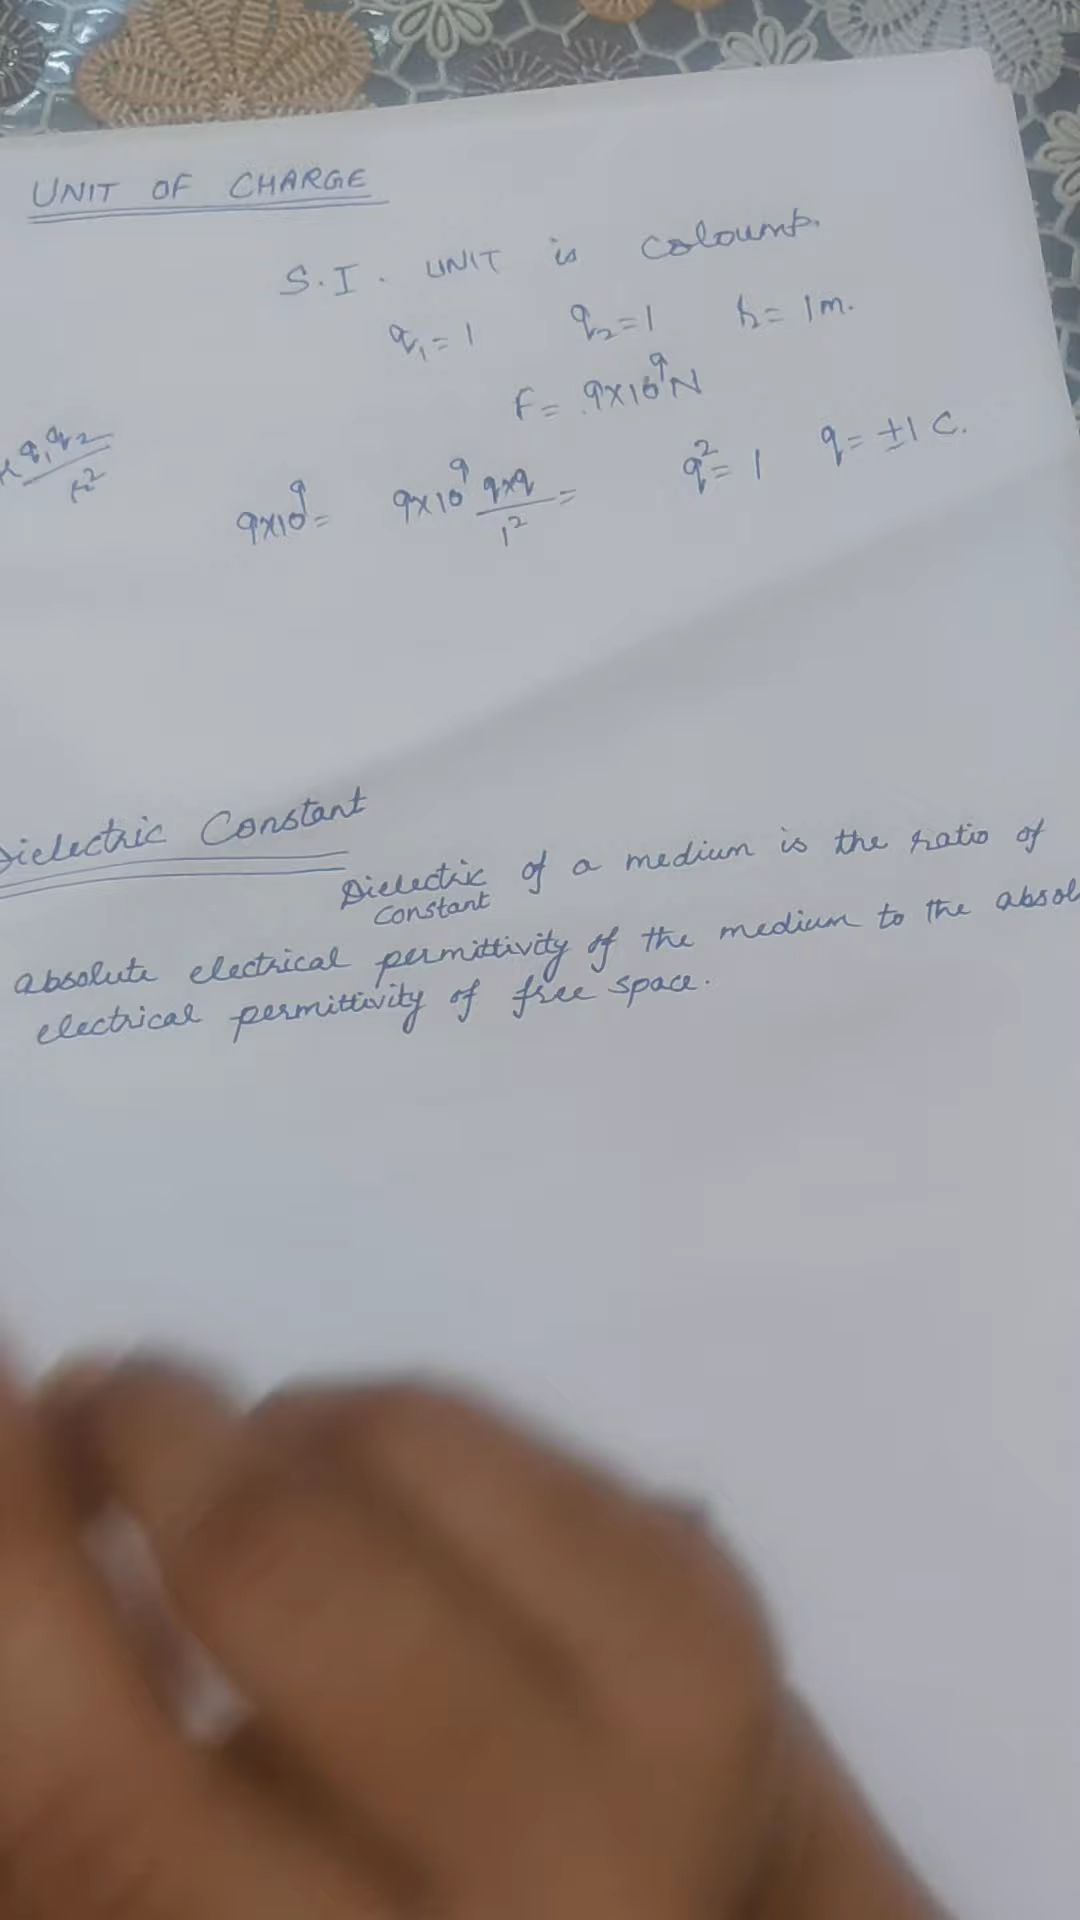 UNIT OF CHARGE
S.I. UNIT is coloumb.
q₁ = 1 q₂ = 1 r = 1m.
F = 9×10⁹ N
q₁q₂/r²
9×10⁹ = 9×10⁹ q×q/1² = q² = 1 q = ±1 C.
Dielectric Constant
Dielectric of a medium is the ratio of
constant
absolute electrical permittivity of the medium to the absol
electrical permittivity of free space.